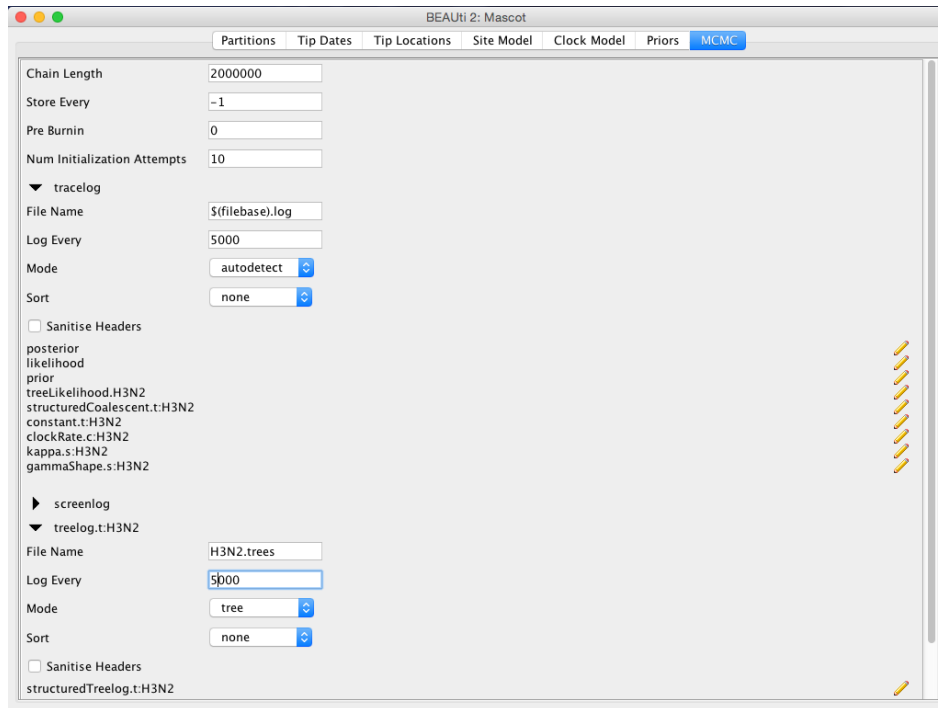 BEAUti 2: Mascot
Partitions Tip Dates Tip Locations Site Model Clock Model Priors MCMC
Chain Length 2000000
Store Every -1
Pre Burnin 0
Num Initialization Attempts 10
tracelog
File Name $(filebase).log
Log Every 5000
Mode autodetect
Sort none
Sanitise Headers
posterior
likelihood
prior
treeLikelihood.H3N2
structuredCoalescent.t:H3N2
constant.t:H3N2
clockRate.c:H3N2
kappa.s:H3N2
gammaShape.s:H3N2
screenlog
treelog.t:H3N2
File Name H3N2.trees
Log Every 5000
Mode tree
Sort none
Sanitise Headers
structuredTreelog.t:H3N2